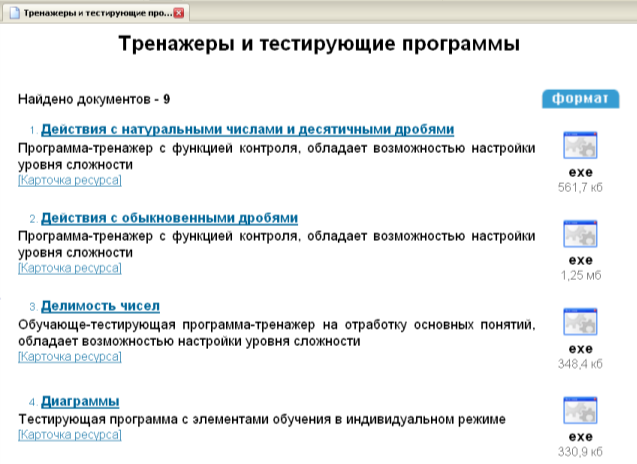 Тренажеры и тестирующие про...
Тренажеры и тестирующие программы
Найдено документов - 9
формат
1. Действия с натуральными числами и десятичными дробями
Программа-тренажер с функцией контроля, обладает возможностью настройки
уровня сложности
[Карточка ресурса]
exe
561,7 кб
2. Действия с обыкновенными дробями
Программа-тренажер с функцией контроля, обладает возможностью настройки
уровня сложности
[Карточка ресурса]
exe
1,25 мб
3. Делимость чисел
Обучающе-тестирующая программа-тренажер на отработку основных понятий,
обладает возможностью настройки уровня сложности
[Карточка ресурса]
exe
348,4 кб
4. Диаграммы
Тестирующая программа с элементами обучения в индивидуальном режиме
[Карточка ресурса]
exe
330,9 кб